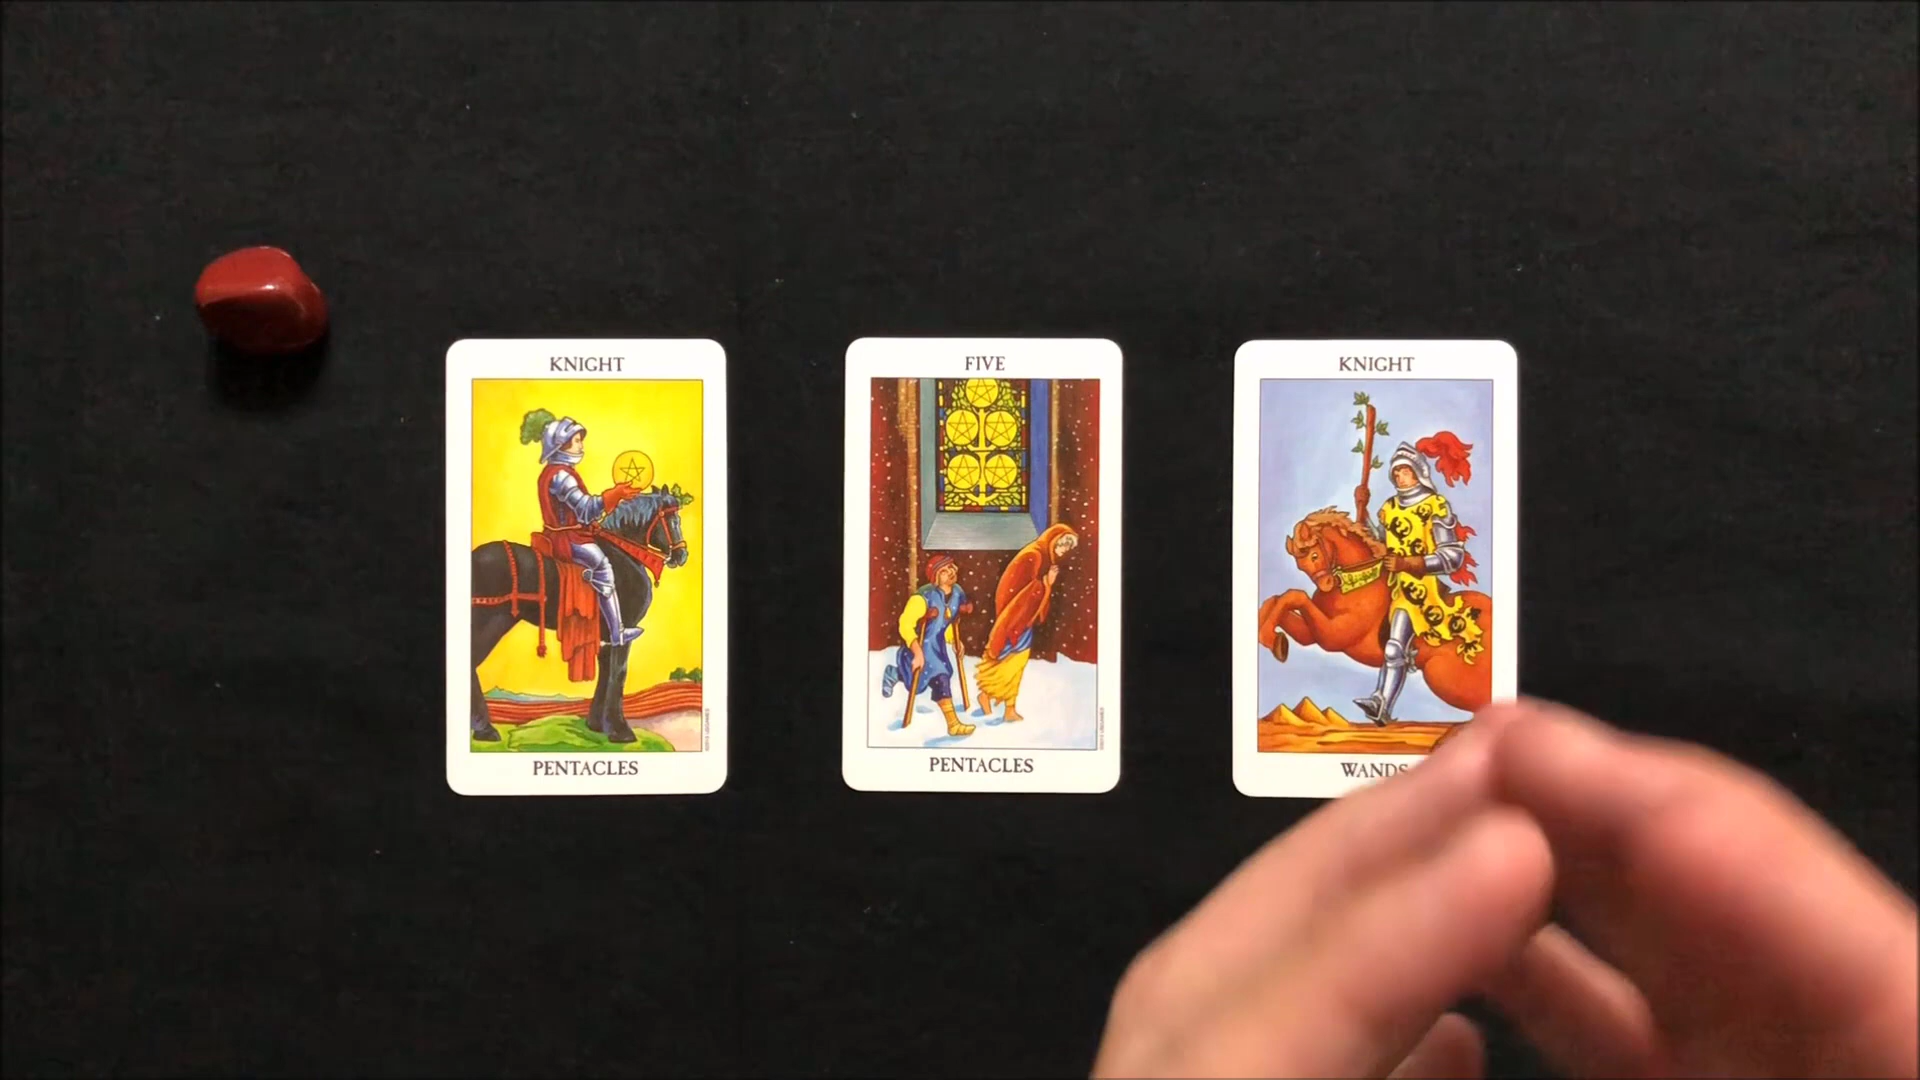 KNIGHT
PENTACLES
FIVE
PENTACLES
KNIGHT
WANDS